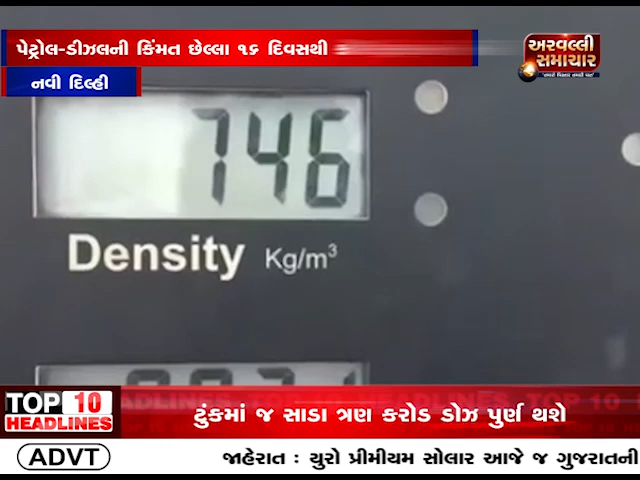 પેટ્રોલ-ડીઝલની કિંમત છેલ્લા ૧૬ દિવસથી
નવી દિલ્હી
અરવલ્લી
સમાચાર
746
Density Kg/m³
TOP 10
HEADLINES
ટુંકમાં જ સાડા ત્રણ કરોડ ડોઝ પુર્ણ થશે
ADVT
જાહેરાત : યુરો પ્રીમીયમ સોલાર આજે જ ગુજરાતની